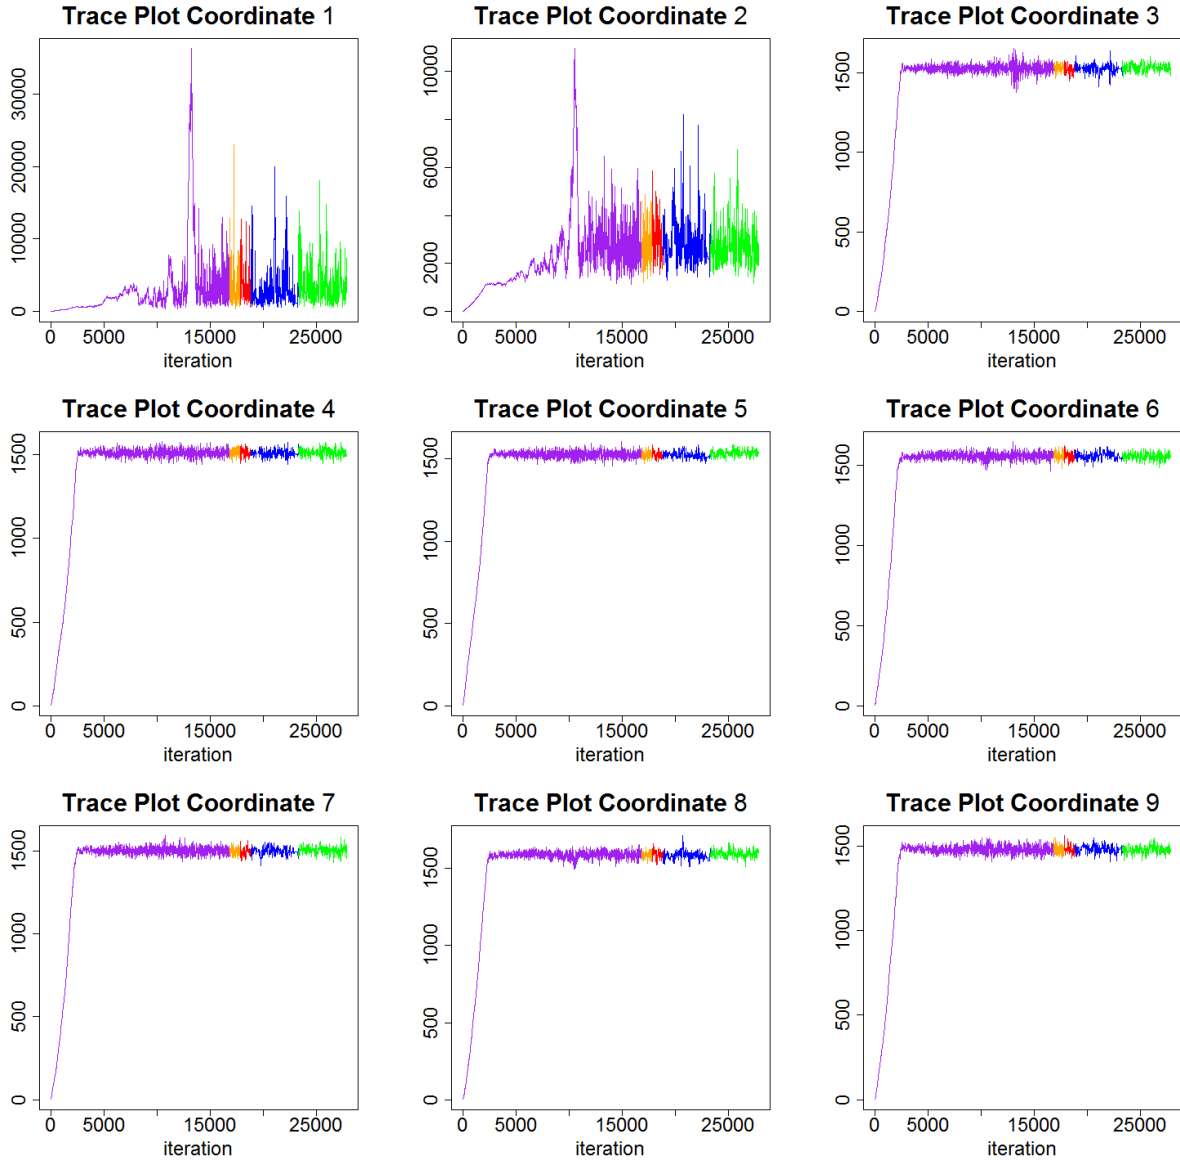 Trace Plot Coordinate 1
0 10000 20000 30000
0 5000 15000 25000
iteration
Trace Plot Coordinate 2
0 2000 6000 10000
0 5000 15000 25000
iteration
Trace Plot Coordinate 3
0 500 1000 1500
0 5000 15000 25000
iteration
Trace Plot Coordinate 4
0 500 1000 1500
0 5000 15000 25000
iteration
Trace Plot Coordinate 5
0 500 1000 1500
0 5000 15000 25000
iteration
Trace Plot Coordinate 6
0 500 1000 1500
0 5000 15000 25000
iteration
Trace Plot Coordinate 7
0 500 1000 1500
0 5000 15000 25000
iteration
Trace Plot Coordinate 8
0 500 1000 1500
0 5000 15000 25000
iteration
Trace Plot Coordinate 9
0 500 1000 1500
0 5000 15000 25000
iteration